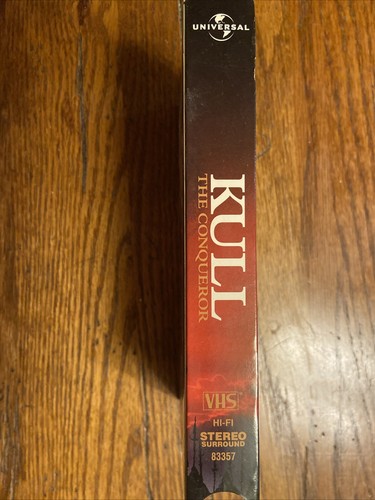 UNIVERSAL
KULL
THE CONQUEROR
VHS
HI-FI
STEREO
SURROUND
83357